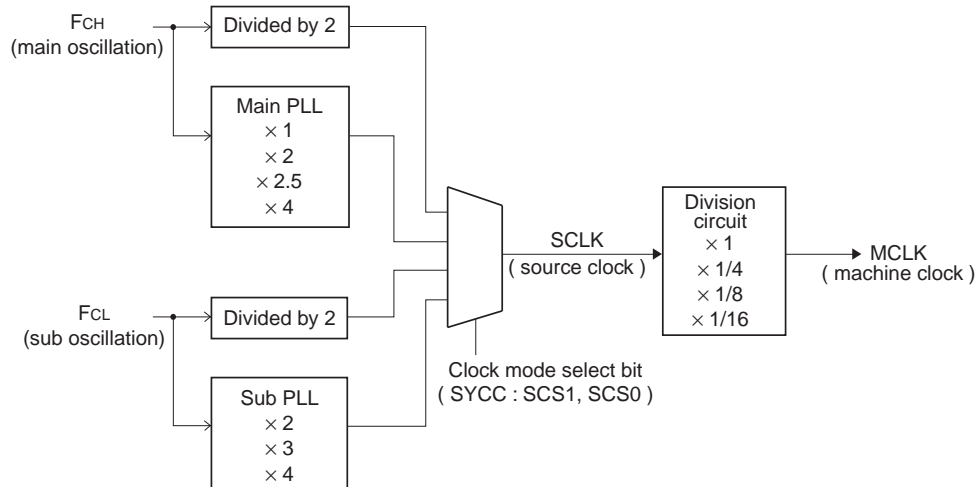 FCH
(main oscillation)
Divided by 2
Main PLL
× 1
× 2
× 2.5
× 4
FCL
(sub oscillation)
Divided by 2
Sub PLL
× 2
× 3
× 4
Clock mode select bit
( SYCC : SCS1, SCS0 )
SCLK
( source clock )
Division
circuit
× 1
× 1/4
× 1/8
× 1/16
MCLK
( machine clock )